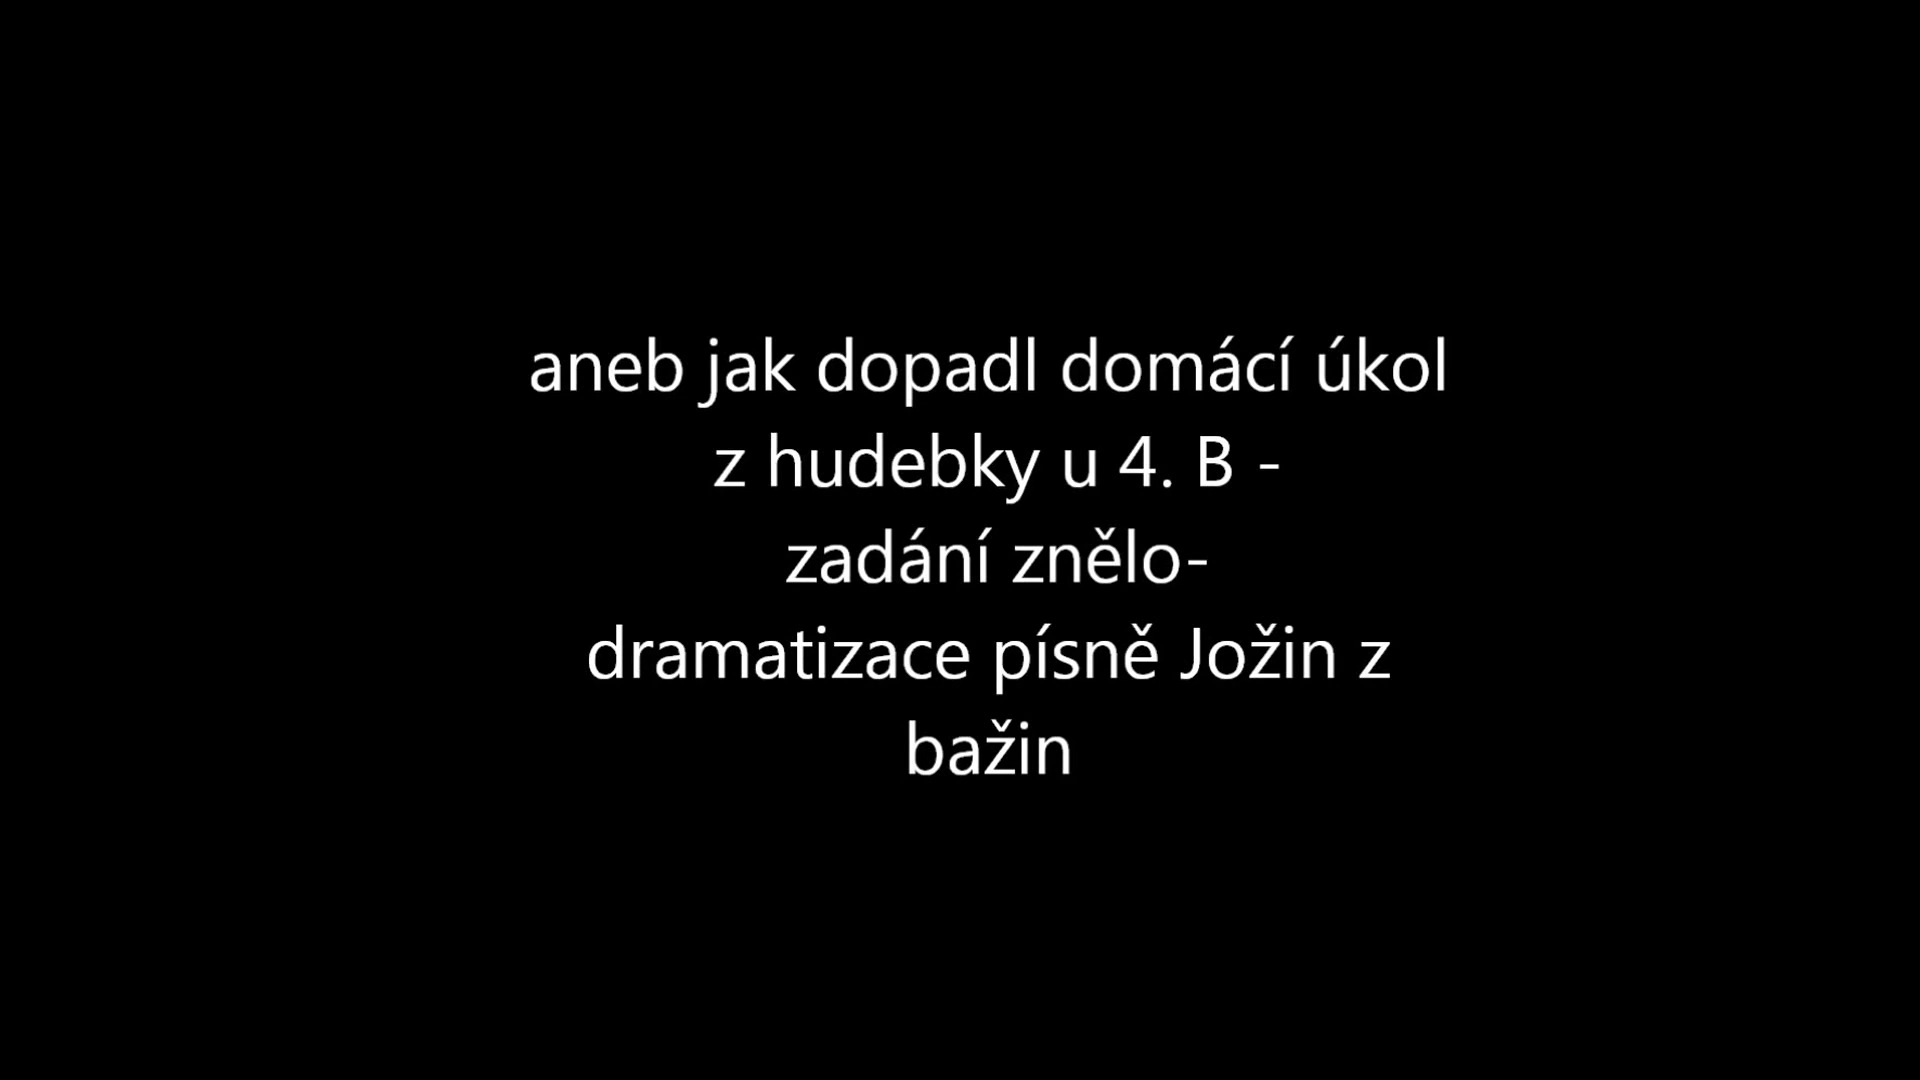 aneb jak dopadl domácí úkol
z hudebky u 4. B -
zadání znělo-
dramatizace písně Jožin z
bažin